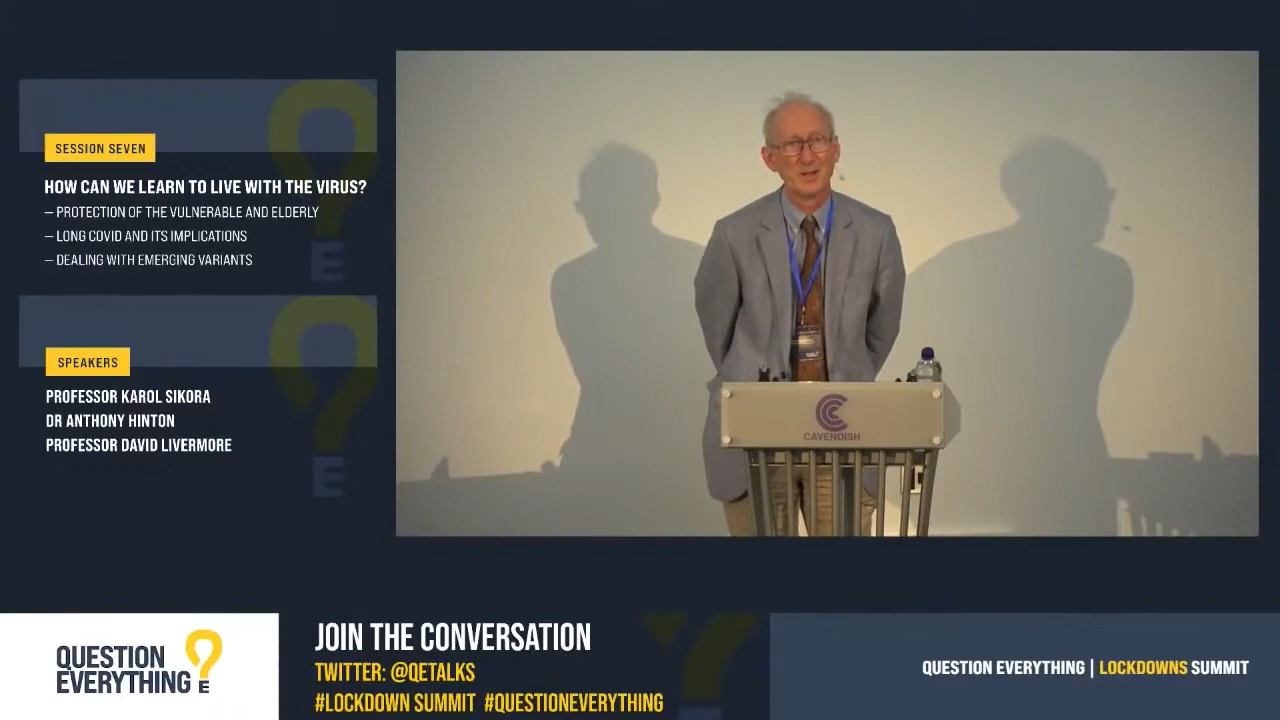 SESSION SEVEN
HOW CAN WE LEARN TO LIVE WITH THE VIRUS?
– PROTECTION OF THE VULNERABLE AND ELDERLY
– LONG COVID AND ITS IMPLICATIONS
– DEALING WITH EMERGING VARIANTS
E
SPEAKERS
PROFESSOR KAROL SIKORA
DR ANTHONY HINTON
PROFESSOR DAVID LIVERMORE
E
CAVENDISH
QUESTION
EVERYTHING
E
JOIN THE CONVERSATION
TWITTER: @QETALKS
#LOCKDOWN SUMMIT #QUESTIONEVERYTHING
QUESTION EVERYTHING | LOCKDOWNS SUMMIT